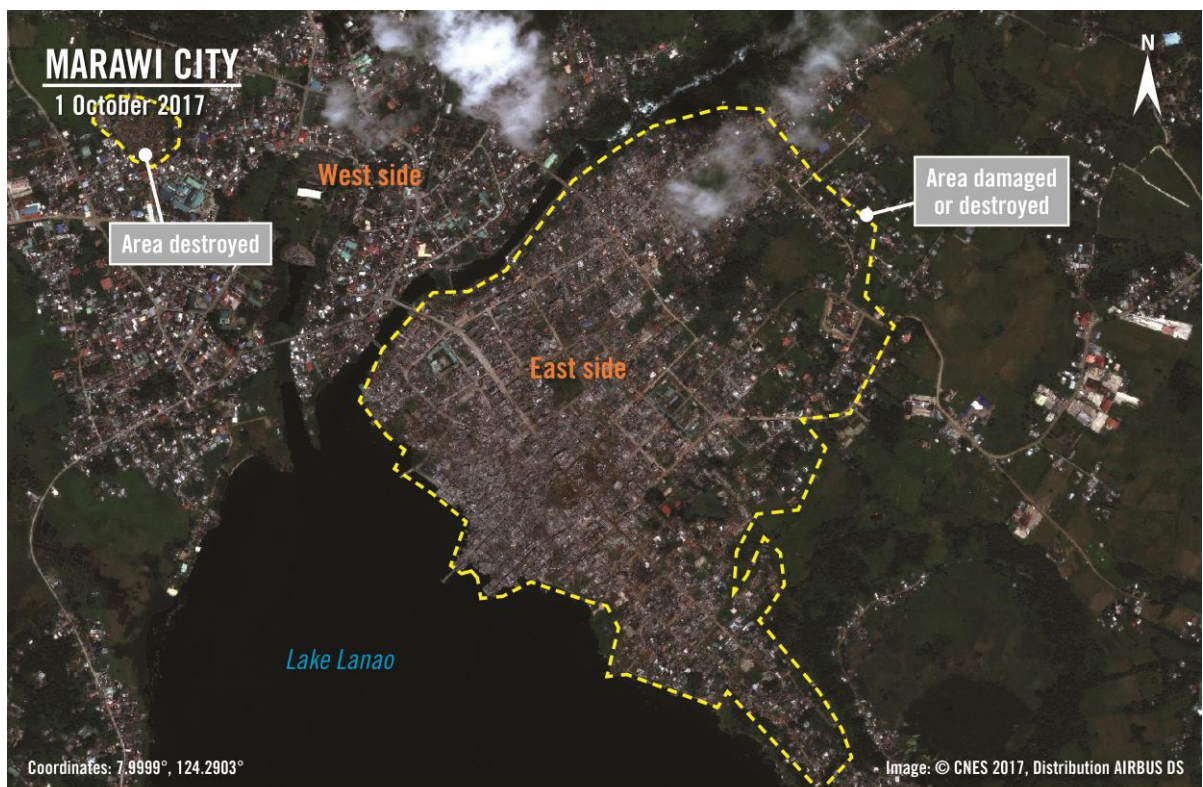 MARAWI CITY
1 October 2017
N
West side
Area damaged
or destroyed
Area destroyed
East side
Lake Lanao
Coordinates: 7.9999°, 124.2903°
Image: © CNES 2017, Distribution AIRBUS DS